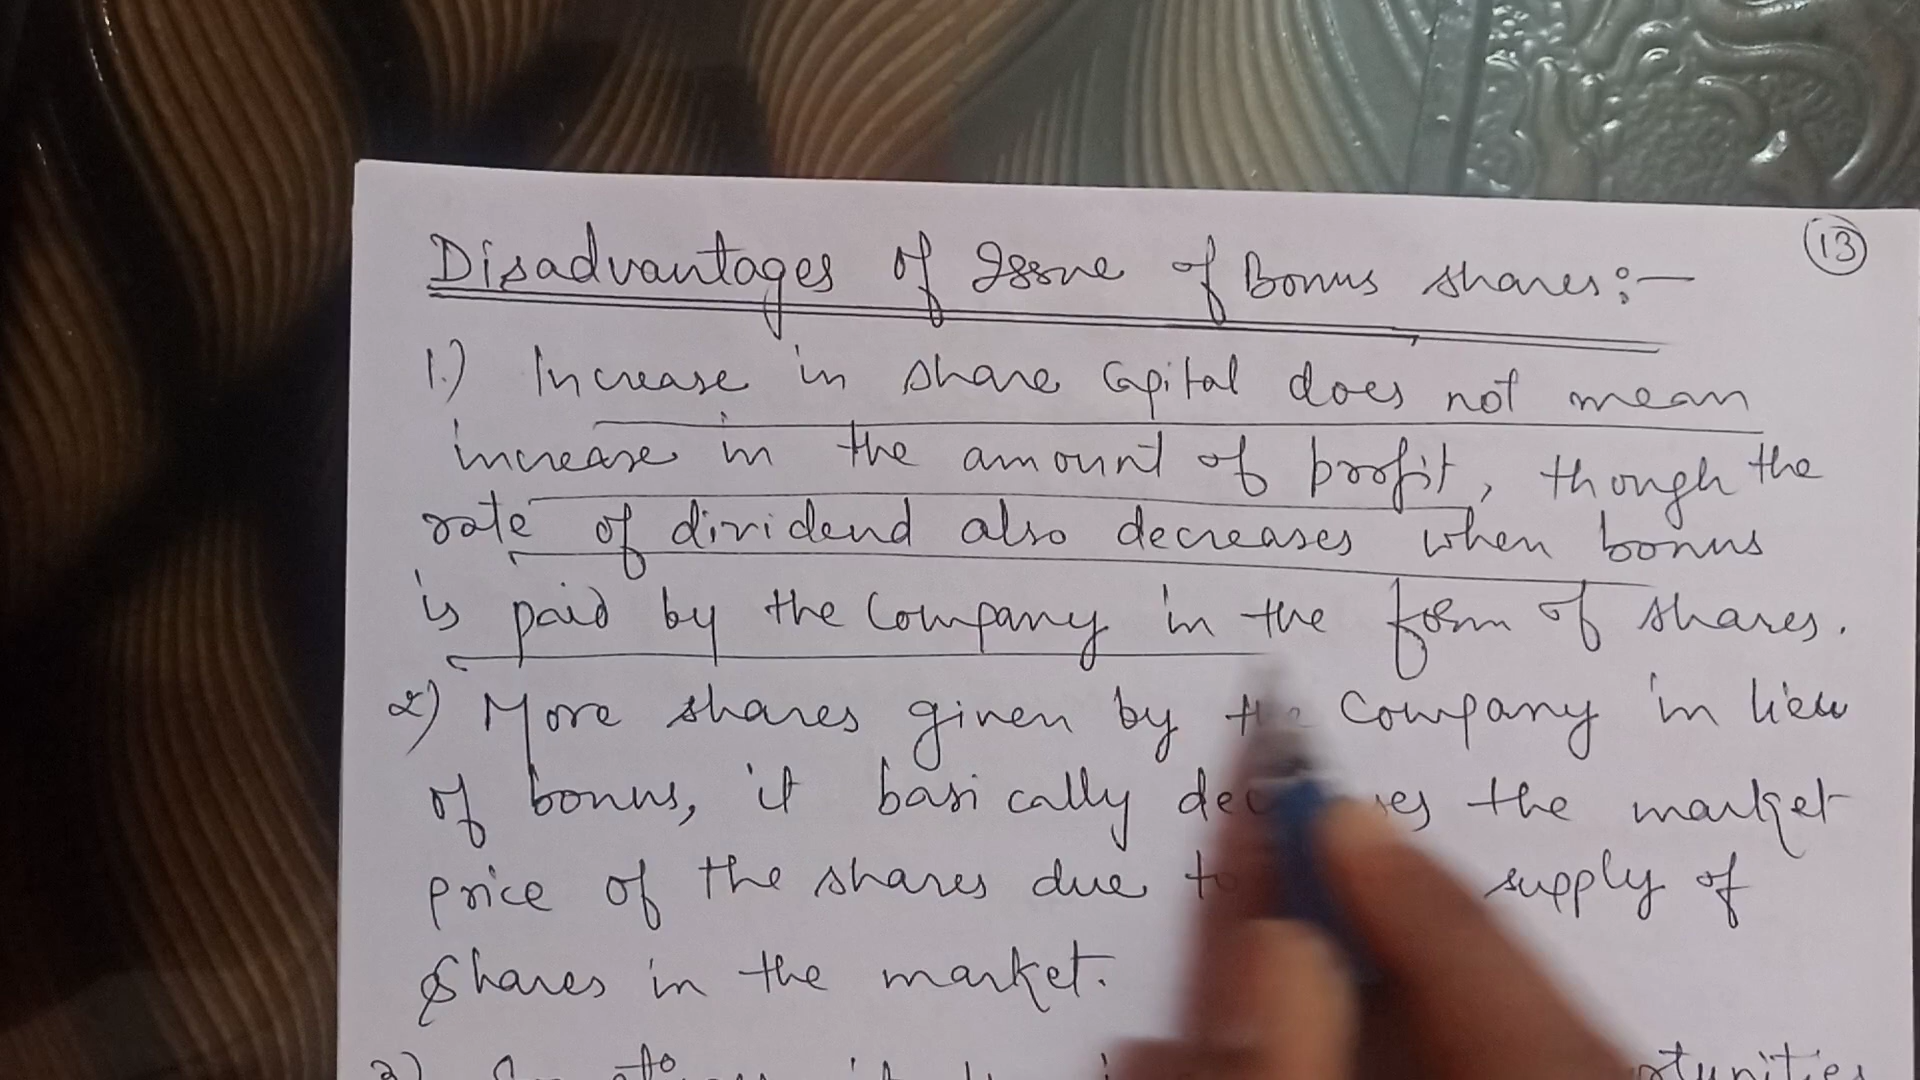 Disadvantages of Issue of Bonus shares:-
13
1.) Increase in share Capital does not mean
increase in the amount of profit, though the
rate of dividend also decreases when bonus
is paid by the Company in the form of shares.
2) More shares given by the Company in lieu
of bonus, it basically the market
price of the shares due to supply of
Shares in the market.
3)